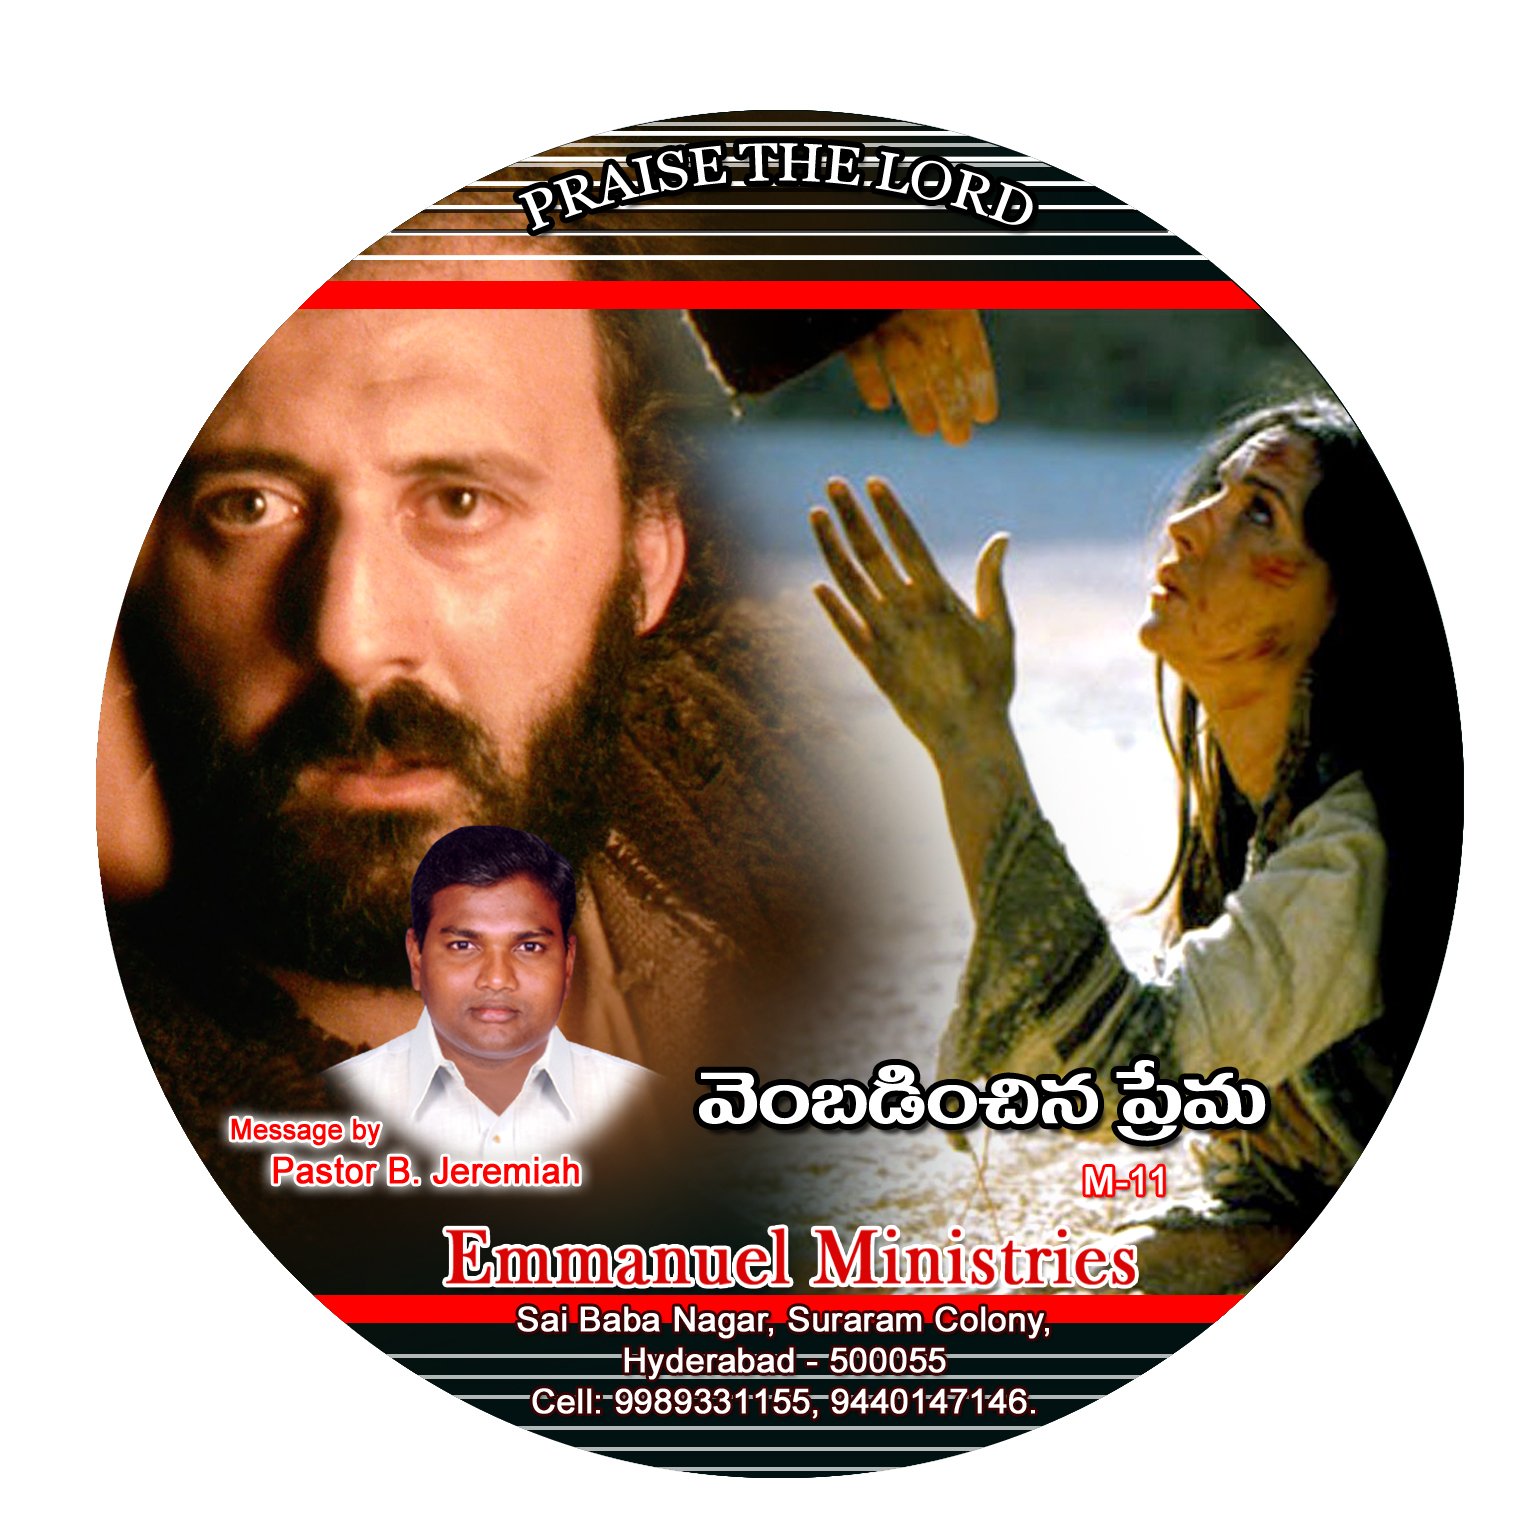 PRAISE THE LORD
వెంబడించిన ప్రేమ
Message by
Pastor B. Jeremiah
M-11
Emmanuel Ministries
Sai Baba Nagar, Suraram Colony,
Hyderabad - 500055
Cell: 9989331155, 9440147146.